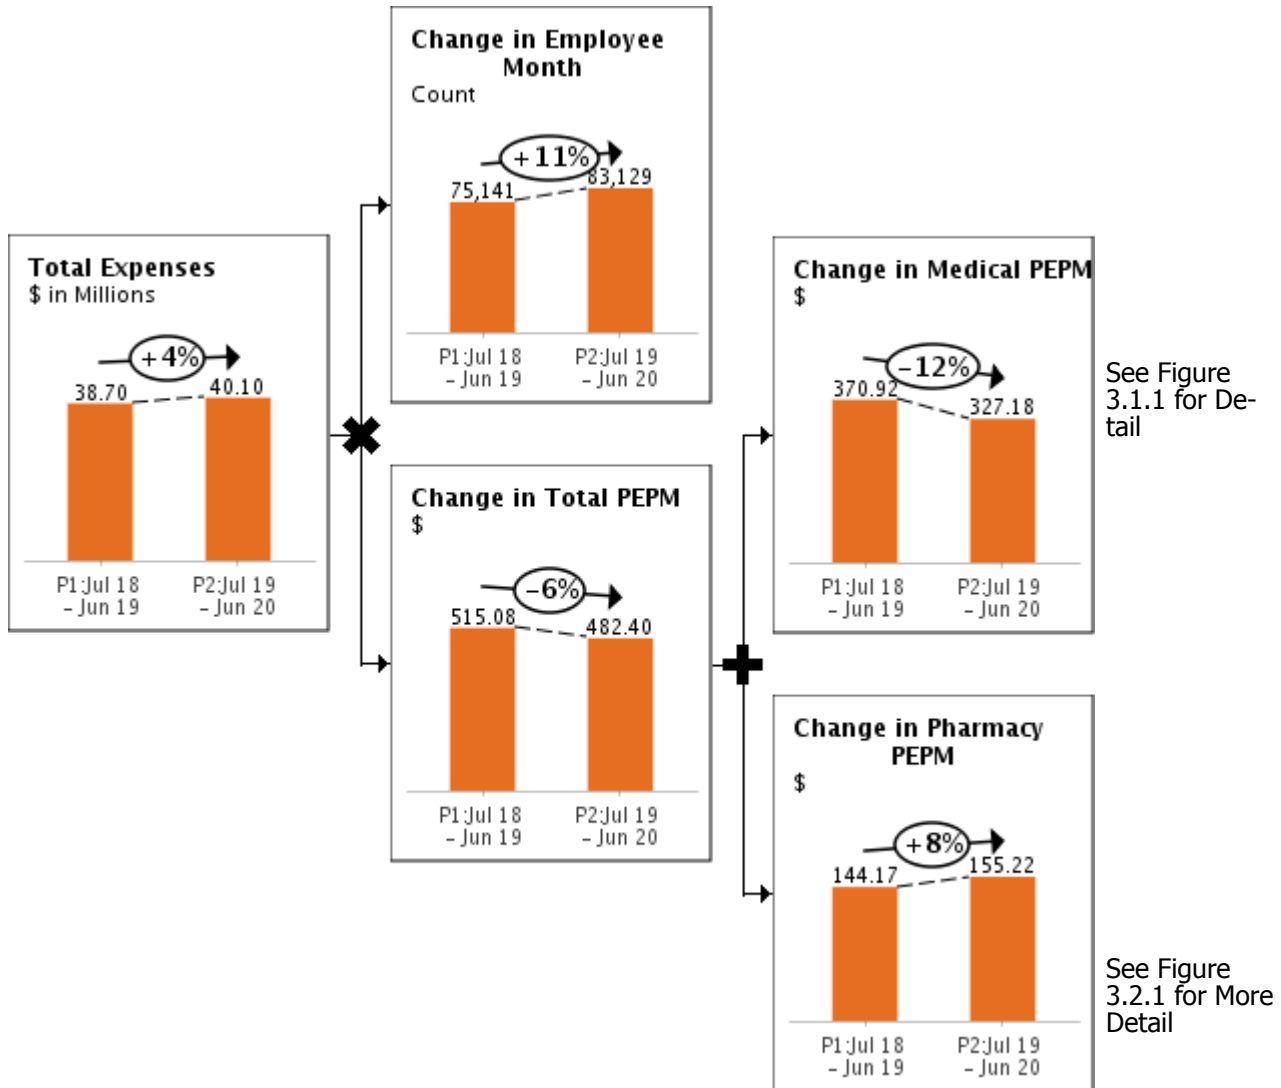 Change in Employee
Month
Count
+11%
75,141
83,129
P1:Jul 18
– Jun 19
P2:Jul 19
– Jun 20
Total Expenses
$ in Millions
+4%
38.70
40.10
P1:Jul 18
– Jun 19
P2:Jul 19
– Jun 20
Change in Total PEPM
$
–6%
515.08
482.40
P1:Jul 18
– Jun 19
P2:Jul 19
– Jun 20
Change in Medical PEPM
$
–12%
370.92
327.18
P1:Jul 18
– Jun 19
P2:Jul 19
– Jun 20
See Figure
3.1.1 for De-
tail
Change in Pharmacy
PEPM
$
+8%
144.17
155.22
P1:Jul 18
– Jun 19
P2:Jul 19
– Jun 20
See Figure
3.2.1 for More
Detail